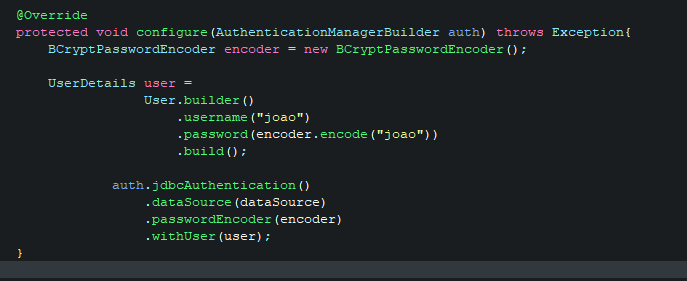 @Override
protected void configure(AuthenticationManagerBuilder auth) throws Exception{
BCryptPasswordEncoder encoder = new BCryptPasswordEncoder();
UserDetails user =
User.builder()
.username("joao")
.password(encoder.encode("joao"))
.build();
auth.jdbcAuthentication()
.dataSource(dataSource)
.passwordEncoder(encoder)
.withUser(user);
}